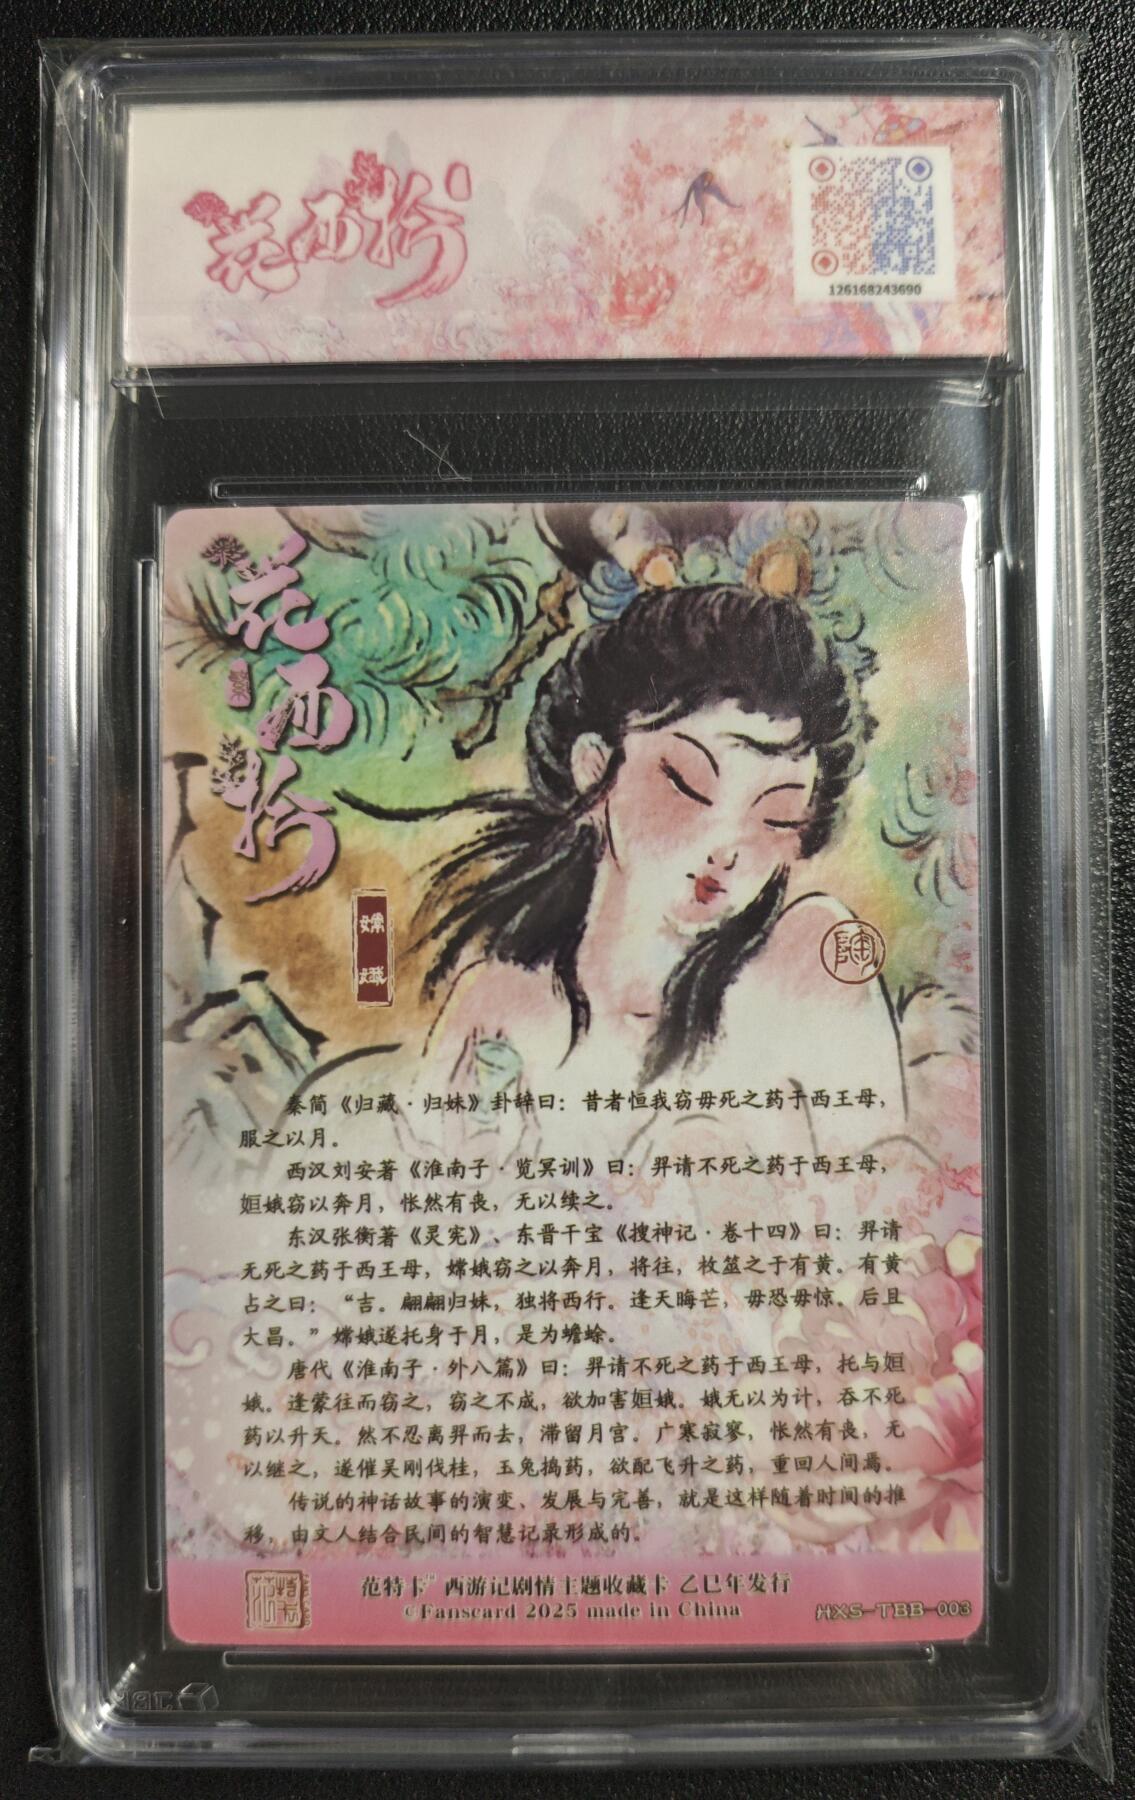 花西拾
126168243690
花西拾
嫦娥
陶
秦简《归藏·归妹》卦辞曰：昔者恒我窃毋死之药于西王母，
服之以月。
西汉刘安著《淮南子·览冥训》曰：羿请不死之药于西王母，
姮娥窃以奔月，怅然有丧，无以续之。
东汉张衡著《灵宪》、东晋干宝《搜神记·卷十四》曰：羿请
无死之药于西王母，嫦娥窃之以奔月，将往，枚筮之于有黄。有黄
占之曰：“吉。翩翩归妹，独将西行。逢天晦芒，毋恐毋惊。后且
大昌。”嫦娥遂托身于月，是为蟾蜍。
唐代《淮南子·外八篇》曰：羿请不死之药于西王母，托与姮
娥。逢蒙往而窃之，窃之不成，欲加害姮娥。娥无以为计，吞不死
药以升天。然不忍离羿而去，滞留月宫。广寒寂寥，怅然有丧，无
以继之，遂催吴刚伐桂，玉兔捣药，欲配飞升之药，重回人间焉。
传说的神话故事的演变、发展与完善，就是这样随着时间的推
移，由文人结合民间的智慧记录形成的。
范特卡™ 西游记剧情主题收藏卡 乙巳年发行
©Fanscard 2025 made in China
HXS-TBB-003